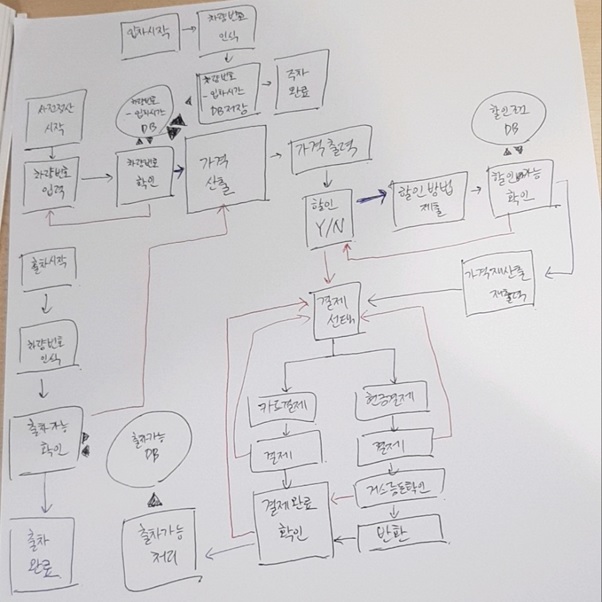 입차시작
차량번호
인식
차량번호
- 입차시간
DB저장
주차
완료
차량번호
- 입차시간
DB
사전정산
시작
차량번호
입력
차량번호
확인
가격
산출
가격출력
할인
Y/N
할인방법
제출
할인가능
확인
할인조건
DB
가격재산출
재출력
결제
선택
카드결제
결제
현금결제
결제
거스름돈확인
반환
결제완료
확인
출차가능
처리
출차가능
DB
출차시작
차량번호
인식
출차가능
확인
출차
완료